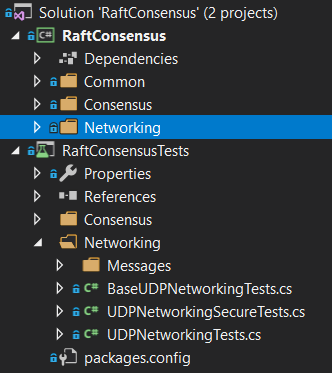 Solution 'RaftConsensus' (2 projects)
C# RaftConsensus
Dependencies
Common
Consensus
Networking
RaftConsensusTests
Properties
References
Consensus
Networking
Messages
C# BaseUDPNetworkingTests.cs
C# UDPNetworkingSecureTests.cs
C# UDPNetworkingTests.cs
packages.config